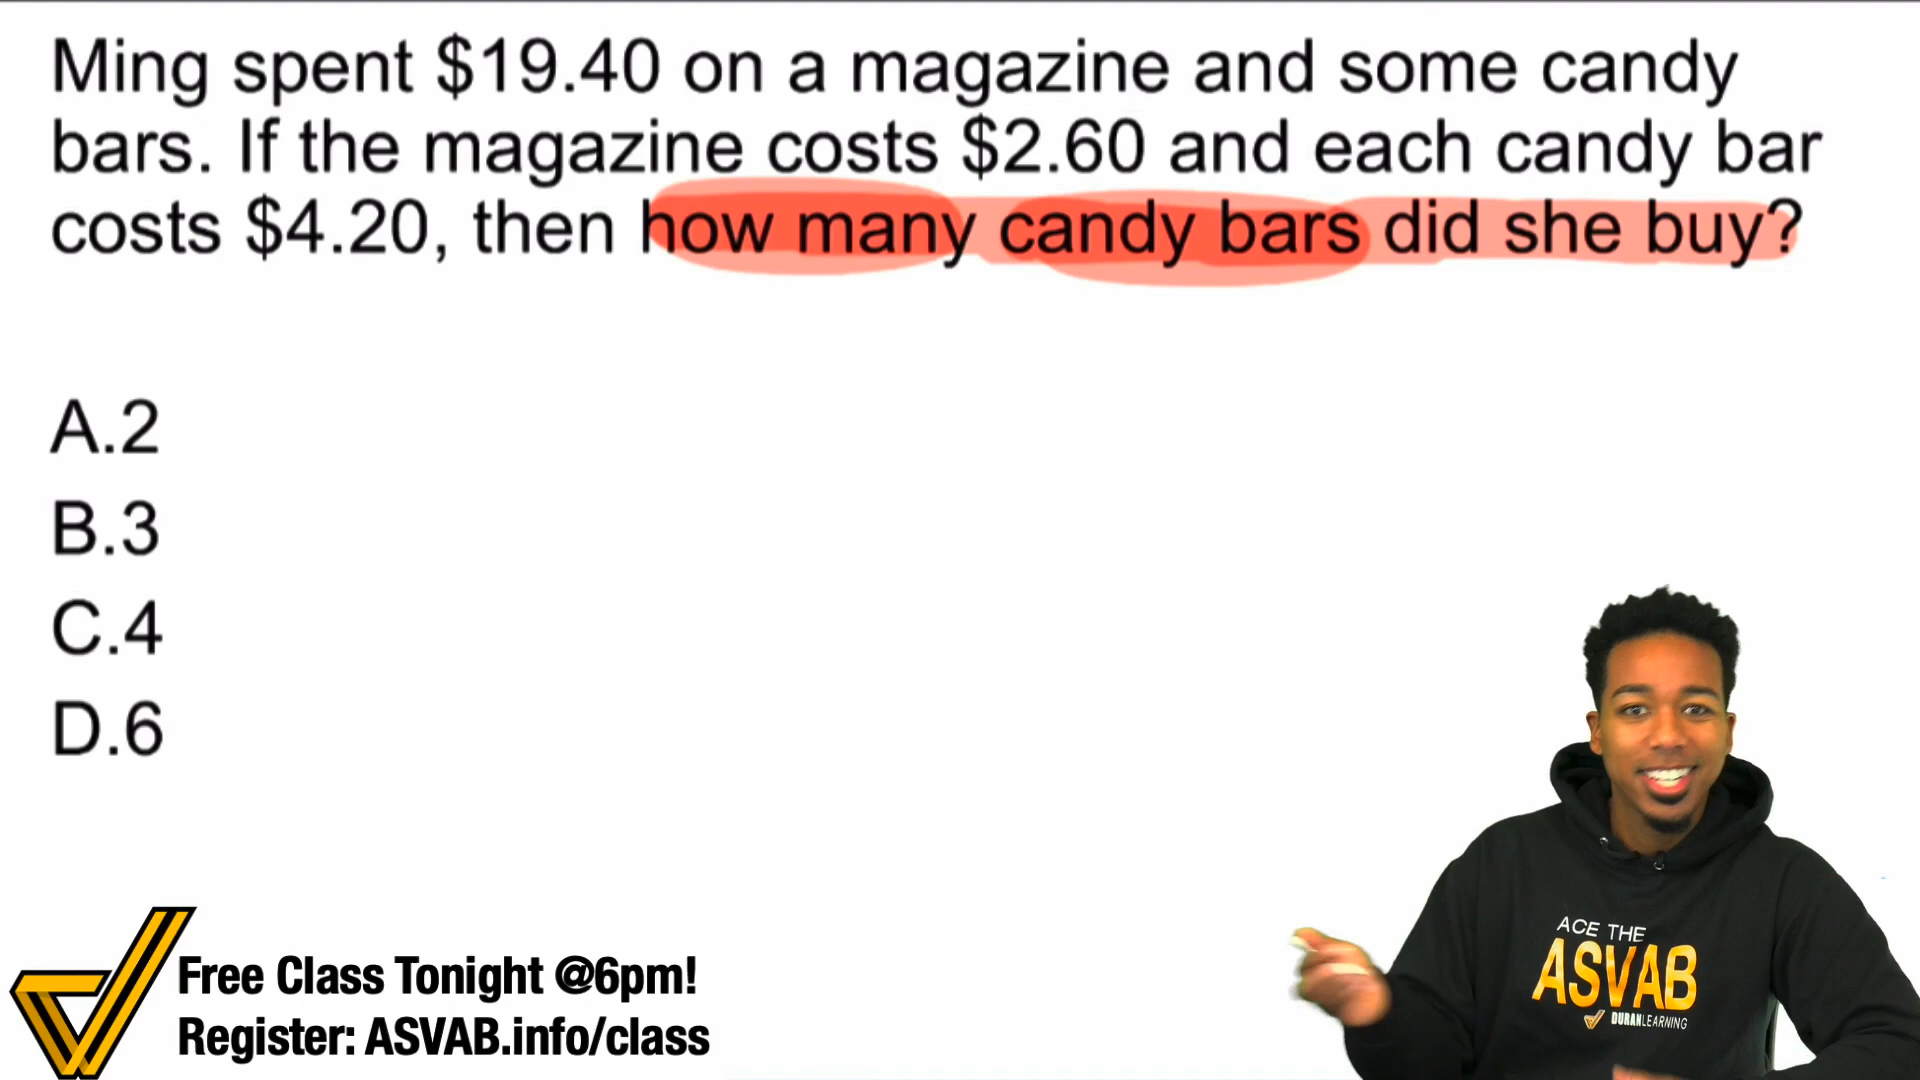 Ming spent $19.40 on a magazine and some candy
bars. If the magazine costs $2.60 and each candy bar
costs $4.20, then how many candy bars did she buy?
A.2
B.3
C.4
D.6
Free Class Tonight @6pm!
Register: ASVAB.info/class
ACE THE
ASVAB
DURANLEARNING